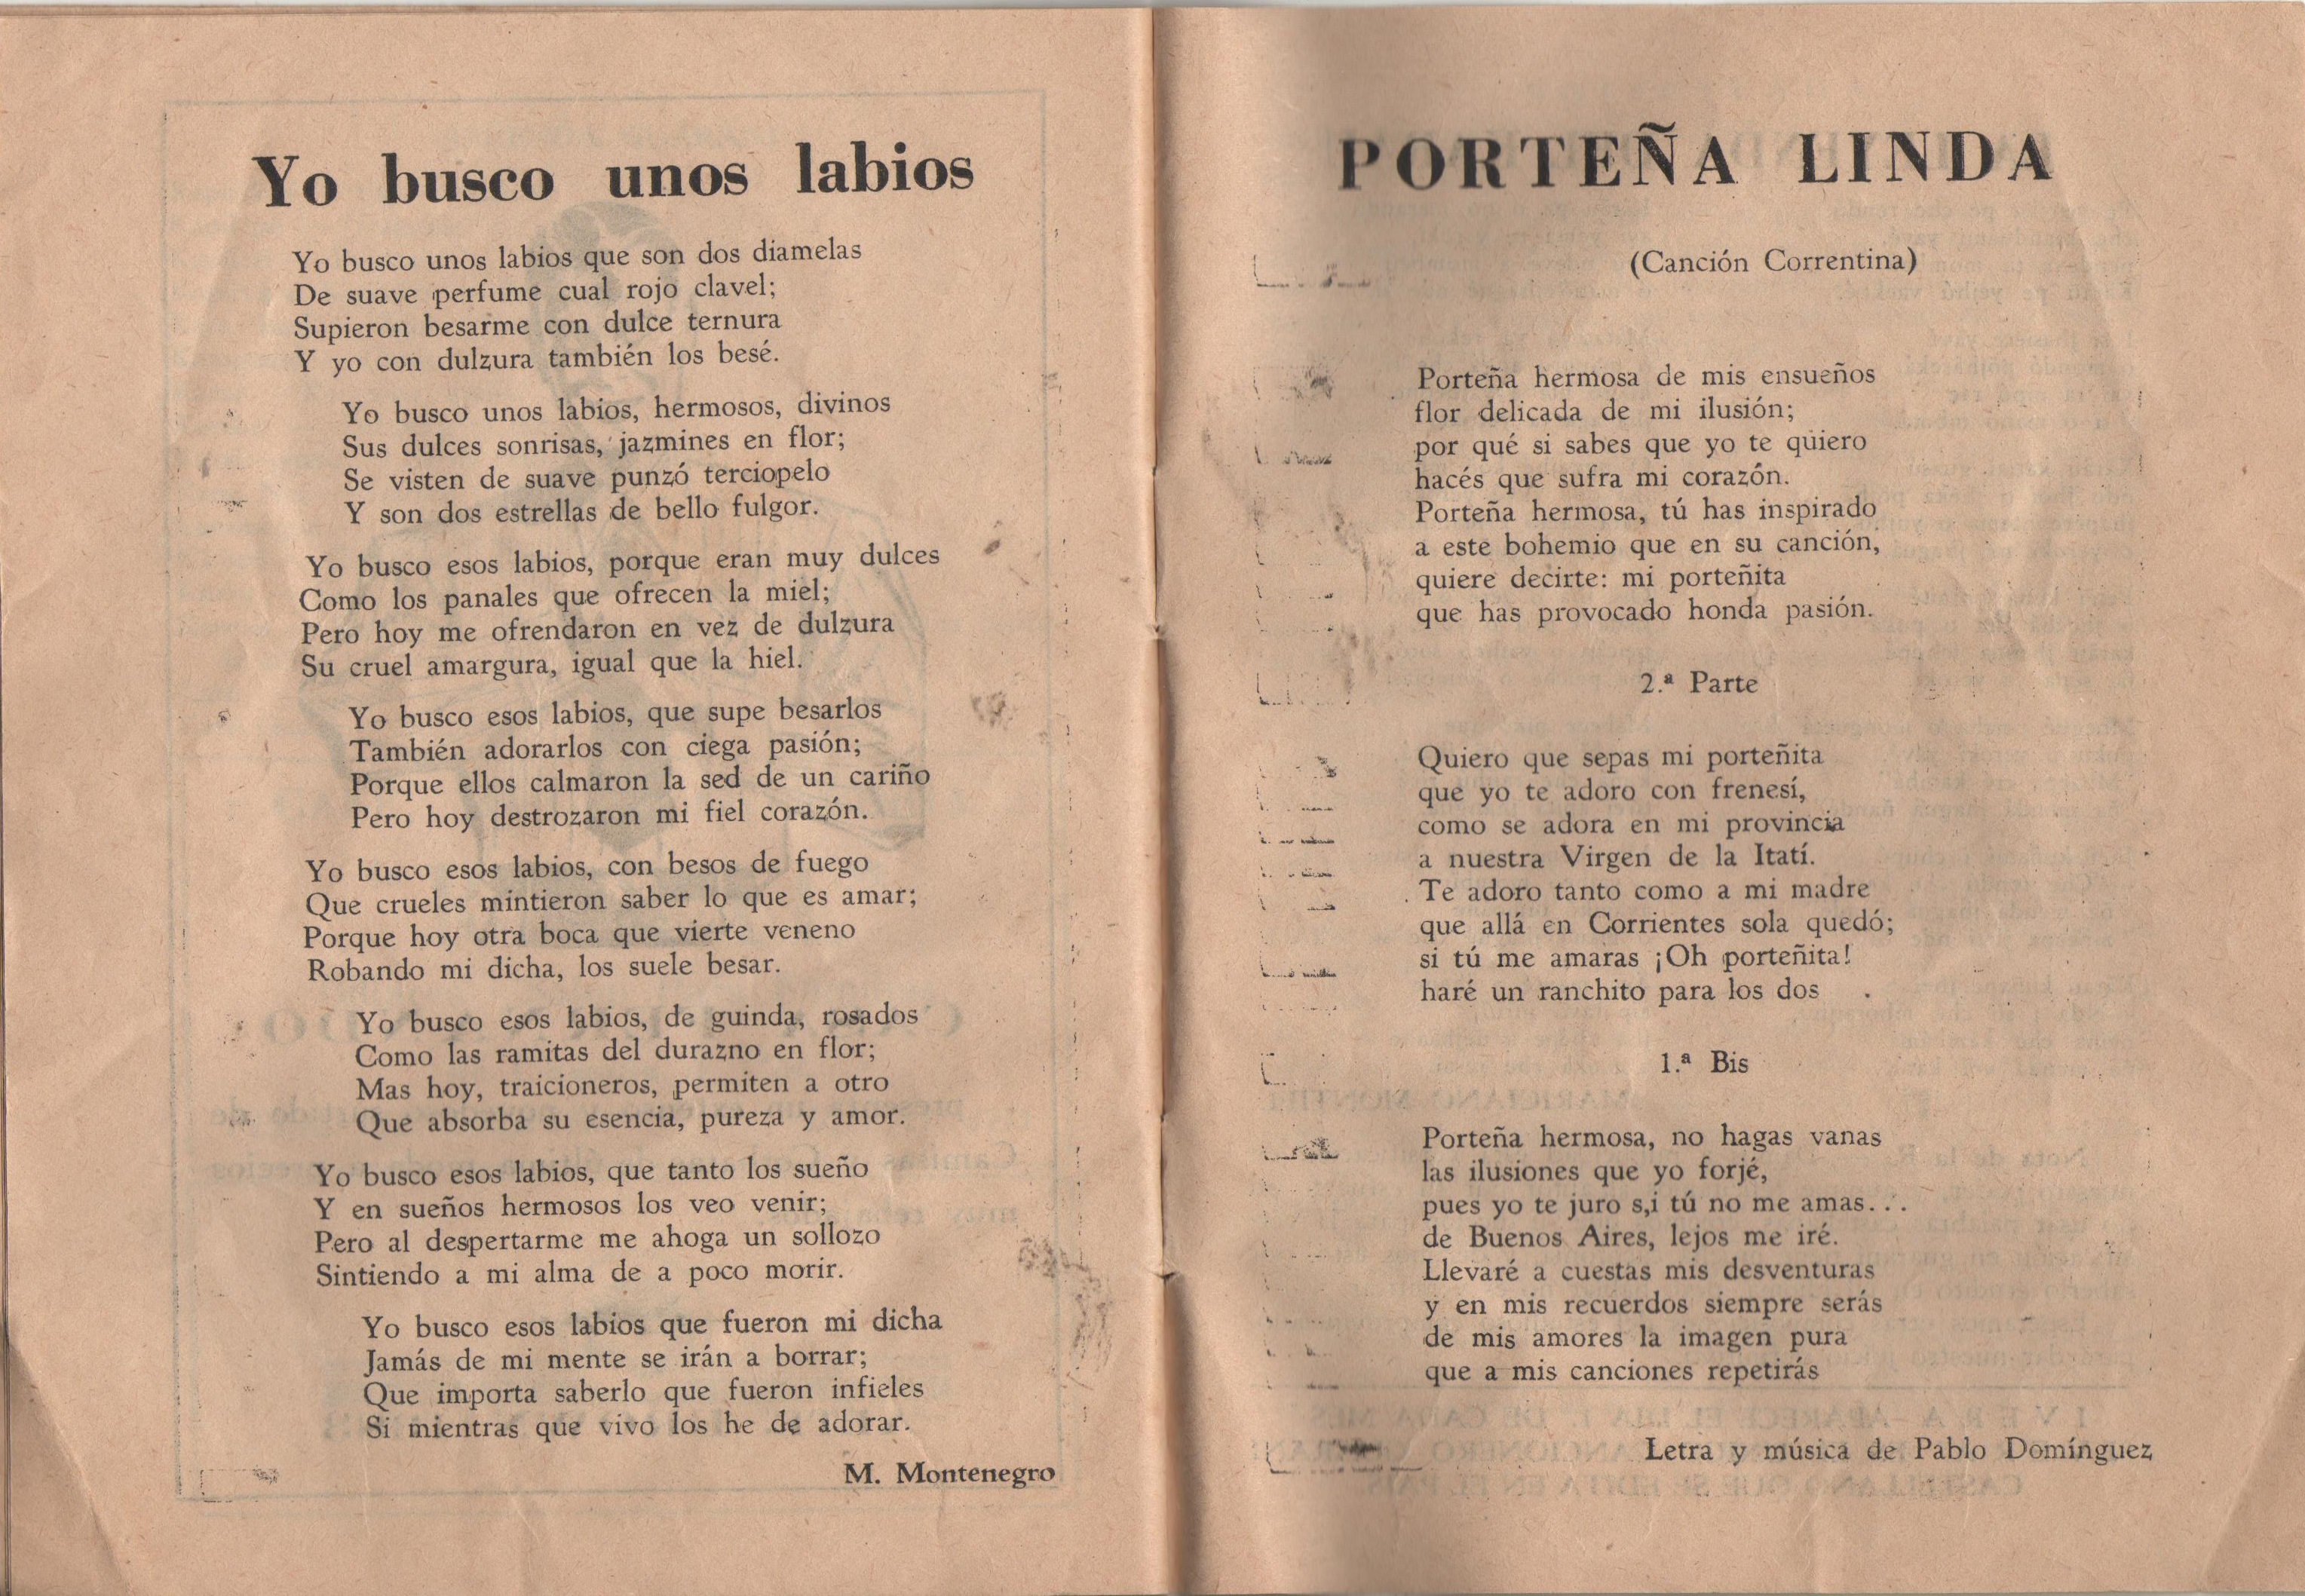 Yo busco unos labios
Yo busco unos labios que son dos diamelas
De suave perfume cual rojo clavel;
Supieron besarme con dulce ternura
Y yo con dulzura también los besé.
Yo busco unos labios, hermosos, divinos
Sus dulces sonrisas, jazmines en flor;
Se visten de suave punzó terciopelo
Y son dos estrellas de bello fulgor.
Yo busco esos labios, porque eran muy dulces
Como los panales que ofrecen la miel;
Pero hoy me ofrendaron en vez de dulzura
Su cruel amargura, igual que la hiel.
Yo busco esos labios, que supe besarlos
También adorarlos con ciega pasión;
Porque ellos calmaron la sed de un cariño
Pero hoy destrozaron mi fiel corazón.
Yo busco esos labios, con besos de fuego
Que crueles mintieron saber lo que es amar;
Porque hoy otra boca que vierte veneno
Robando mi dicha, los suele besar.
Yo busco esos labios, de guinda, rosados
Como las ramitas del durazno en flor;
Mas hoy, traicioneros, permiten a otro
Que absorba su esencia, pureza y amor.
Yo busco esos labios, que tanto los sueño
Y en sueños hermosos los veo venir;
Pero al despertarme me ahoga un sollozo
Sintiendo a mi alma de a poco morir.
Yo busco esos labios que fueron mi dicha
Jamás de mi mente se irán a borrar;
Que importa saberlo que fueron infieles
Si mientras que vivo los he de adorar.
M. Montenegro
PORTEÑA LINDA
(Canción Correntina)
Porteña hermosa de mis ensueños
flor delicada de mi ilusión;
por qué si sabes que yo te quiero
hacés que sufra mi corazón.
Porteña hermosa, tú has inspirado
a este bohemio que en su canción,
quiere decirte: mi porteñita
que has provocado honda pasión.
2.ª Parte
Quiero que sepas mi porteñita
que yo te adoro con frenesí,
como se adora en mi provincia
a nuestra Virgen de la Itatí.
Te adoro tanto como a mi madre
que allá en Corrientes sola quedó;
si tú me amaras ¡Oh porteñita!
haré un ranchito para los dos
1.ª Bis
Porteña hermosa, no hagas vanas
las ilusiones que yo forjé,
pues yo te juro s,i tú no me amas...
de Buenos Aires, lejos me iré.
Llevaré a cuestas mis desventuras
y en mis recuerdos siempre serás
de mis amores la imagen pura
que a mis canciones repetirás
Letra y música de Pablo Domínguez